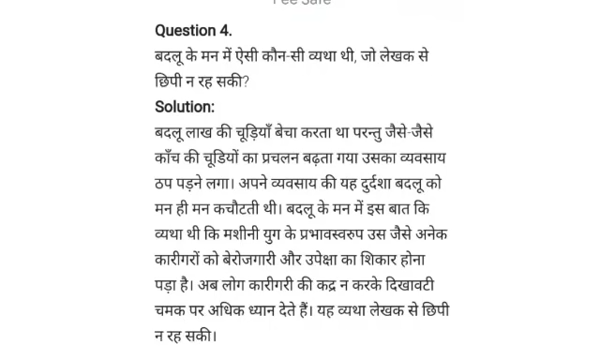 Question 4.
बदलू के मन में ऐसी कौन-सी व्यथा थी, जो लेखक से
छिपी न रह सकी?
Solution:
बदलू लाख की चूड़ियाँ बेचा करता था परन्तु जैसे-जैसे
काँच की चूडियों का प्रचलन बढ़ता गया उसका व्यवसाय
ठप पड़ने लगा। अपने व्यवसाय की यह दुर्दशा बदलू को
मन ही मन कचौटती थी। बदलू के मन में इस बात कि
व्यथा थी कि मशीनी युग के प्रभावस्वरुप उस जैसे अनेक
कारीगरों को बेरोजगारी और उपेक्षा का शिकार होना
पड़ा है। अब लोग कारीगरी की कद्र न करके दिखावटी
चमक पर अधिक ध्यान देते हैं। यह व्यथा लेखक से छिपी
न रह सकी।